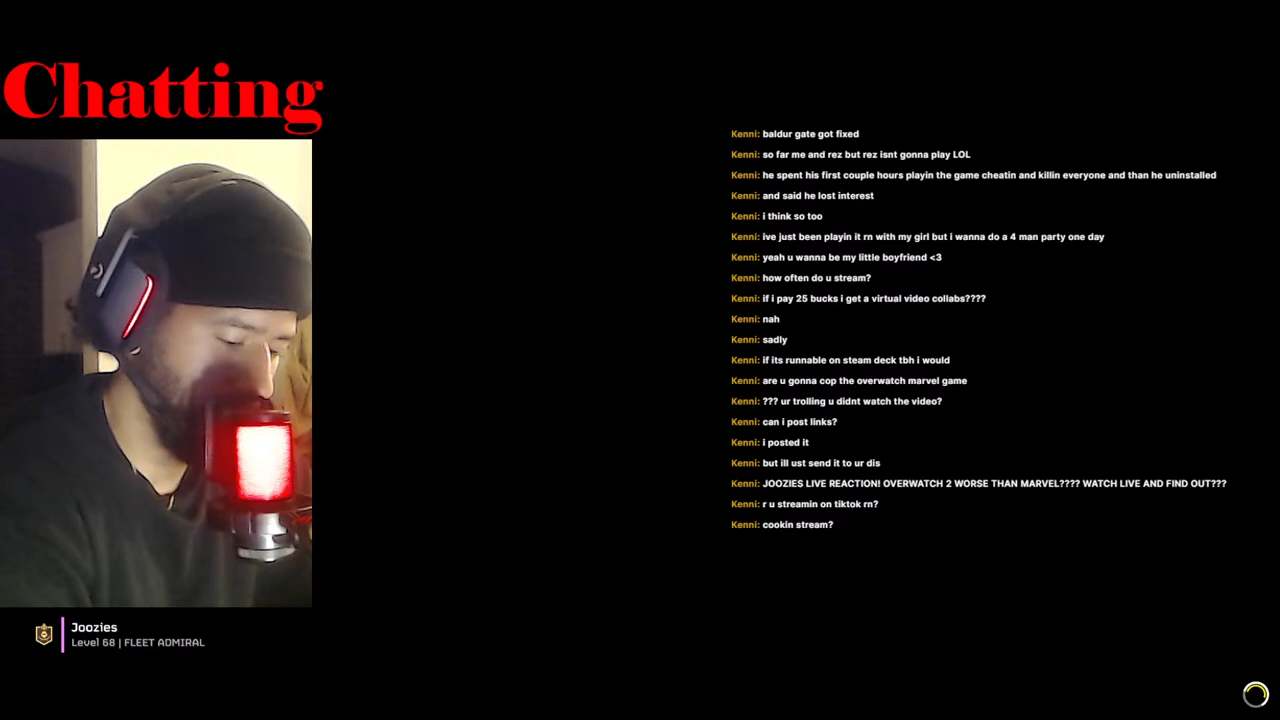 Chatting
Kenni: baldur gate got fixed
Kenni: so far me and rez but rez isnt gonna play LOL
Kenni: he spent his first couple hours playin the game cheatin and killin everyone and than he uninstalled
Kenni: and said he lost interest
Kenni: i think so too
Kenni: ive just been playin it rn with my girl but i wanna do a 4 man party one day
Kenni: yeah u wanna be my little boyfriend <3
Kenni: how often do u stream?
Kenni: if i pay 25 bucks i get a virtual video collabs????
Kenni: nah
Kenni: sadly
Kenni: if its runnable on steam deck tbh i would
Kenni: are u gonna cop the overwatch marvel game
Kenni: ??? ur trolling u didnt watch the video?
Kenni: can i post links?
Kenni: i posted it
Kenni: but ill ust send it to ur dis
Kenni: JOOZIES LIVE REACTION! OVERWATCH 2 WORSE THAN MARVEL???? WATCH LIVE AND FIND OUT???
Kenni: r u streamin on tiktok rn?
Kenni: cookin stream?
Joozies
Level 68 | FLEET ADMIRAL